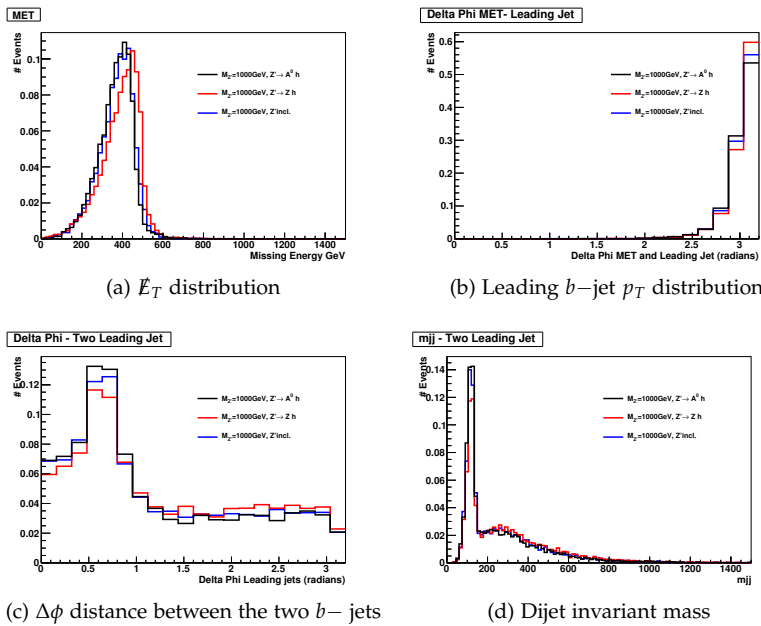 MET
# Events
0.1
0.08
0.06
0.04
0.02
0
M_Z'=1000GeV, Z'→ A⁰ h
M_Z'=1000GeV, Z'→ Z h
M_Z'=1000GeV, Z'incl.
0 200 400 600 800 1000 1200 1400
Missing Energy GeV
(a) E̸_T distribution
Delta Phi MET- Leading Jet
# Events
0.6
0.5
0.4
0.3
0.2
0.1
0
M_Z'=1000GeV, Z'→ A⁰ h
M_Z'=1000GeV, Z'→ Z h
M_Z'=1000GeV, Z'incl.
0 0.5 1 1.5 2 2.5 3
Delta Phi MET and Leading Jet (radians)
(b) Leading b−jet p_T distribution
Delta Phi - Two Leading Jet
# Events
0.12
0.1
0.08
0.06
0.04
0.02
0
M_Z'=1000GeV, Z'→ A⁰ h
M_Z'=1000GeV, Z'→ Z h
M_Z'=1000GeV, Z'incl.
0 0.5 1 1.5 2 2.5 3
Delta Phi Leading jets (radians)
(c) Δϕ distance between the two b− jets
mjj - Two Leading Jet
# Events
0.14
0.12
0.1
0.08
0.06
0.04
0.02
0
M_Z'=1000GeV, Z'→ A⁰ h
M_Z'=1000GeV, Z'→ Z h
M_Z'=1000GeV, Z'incl.
0 200 400 600 800 1000 1200 1400
mjj
(d) Dijet invariant mass